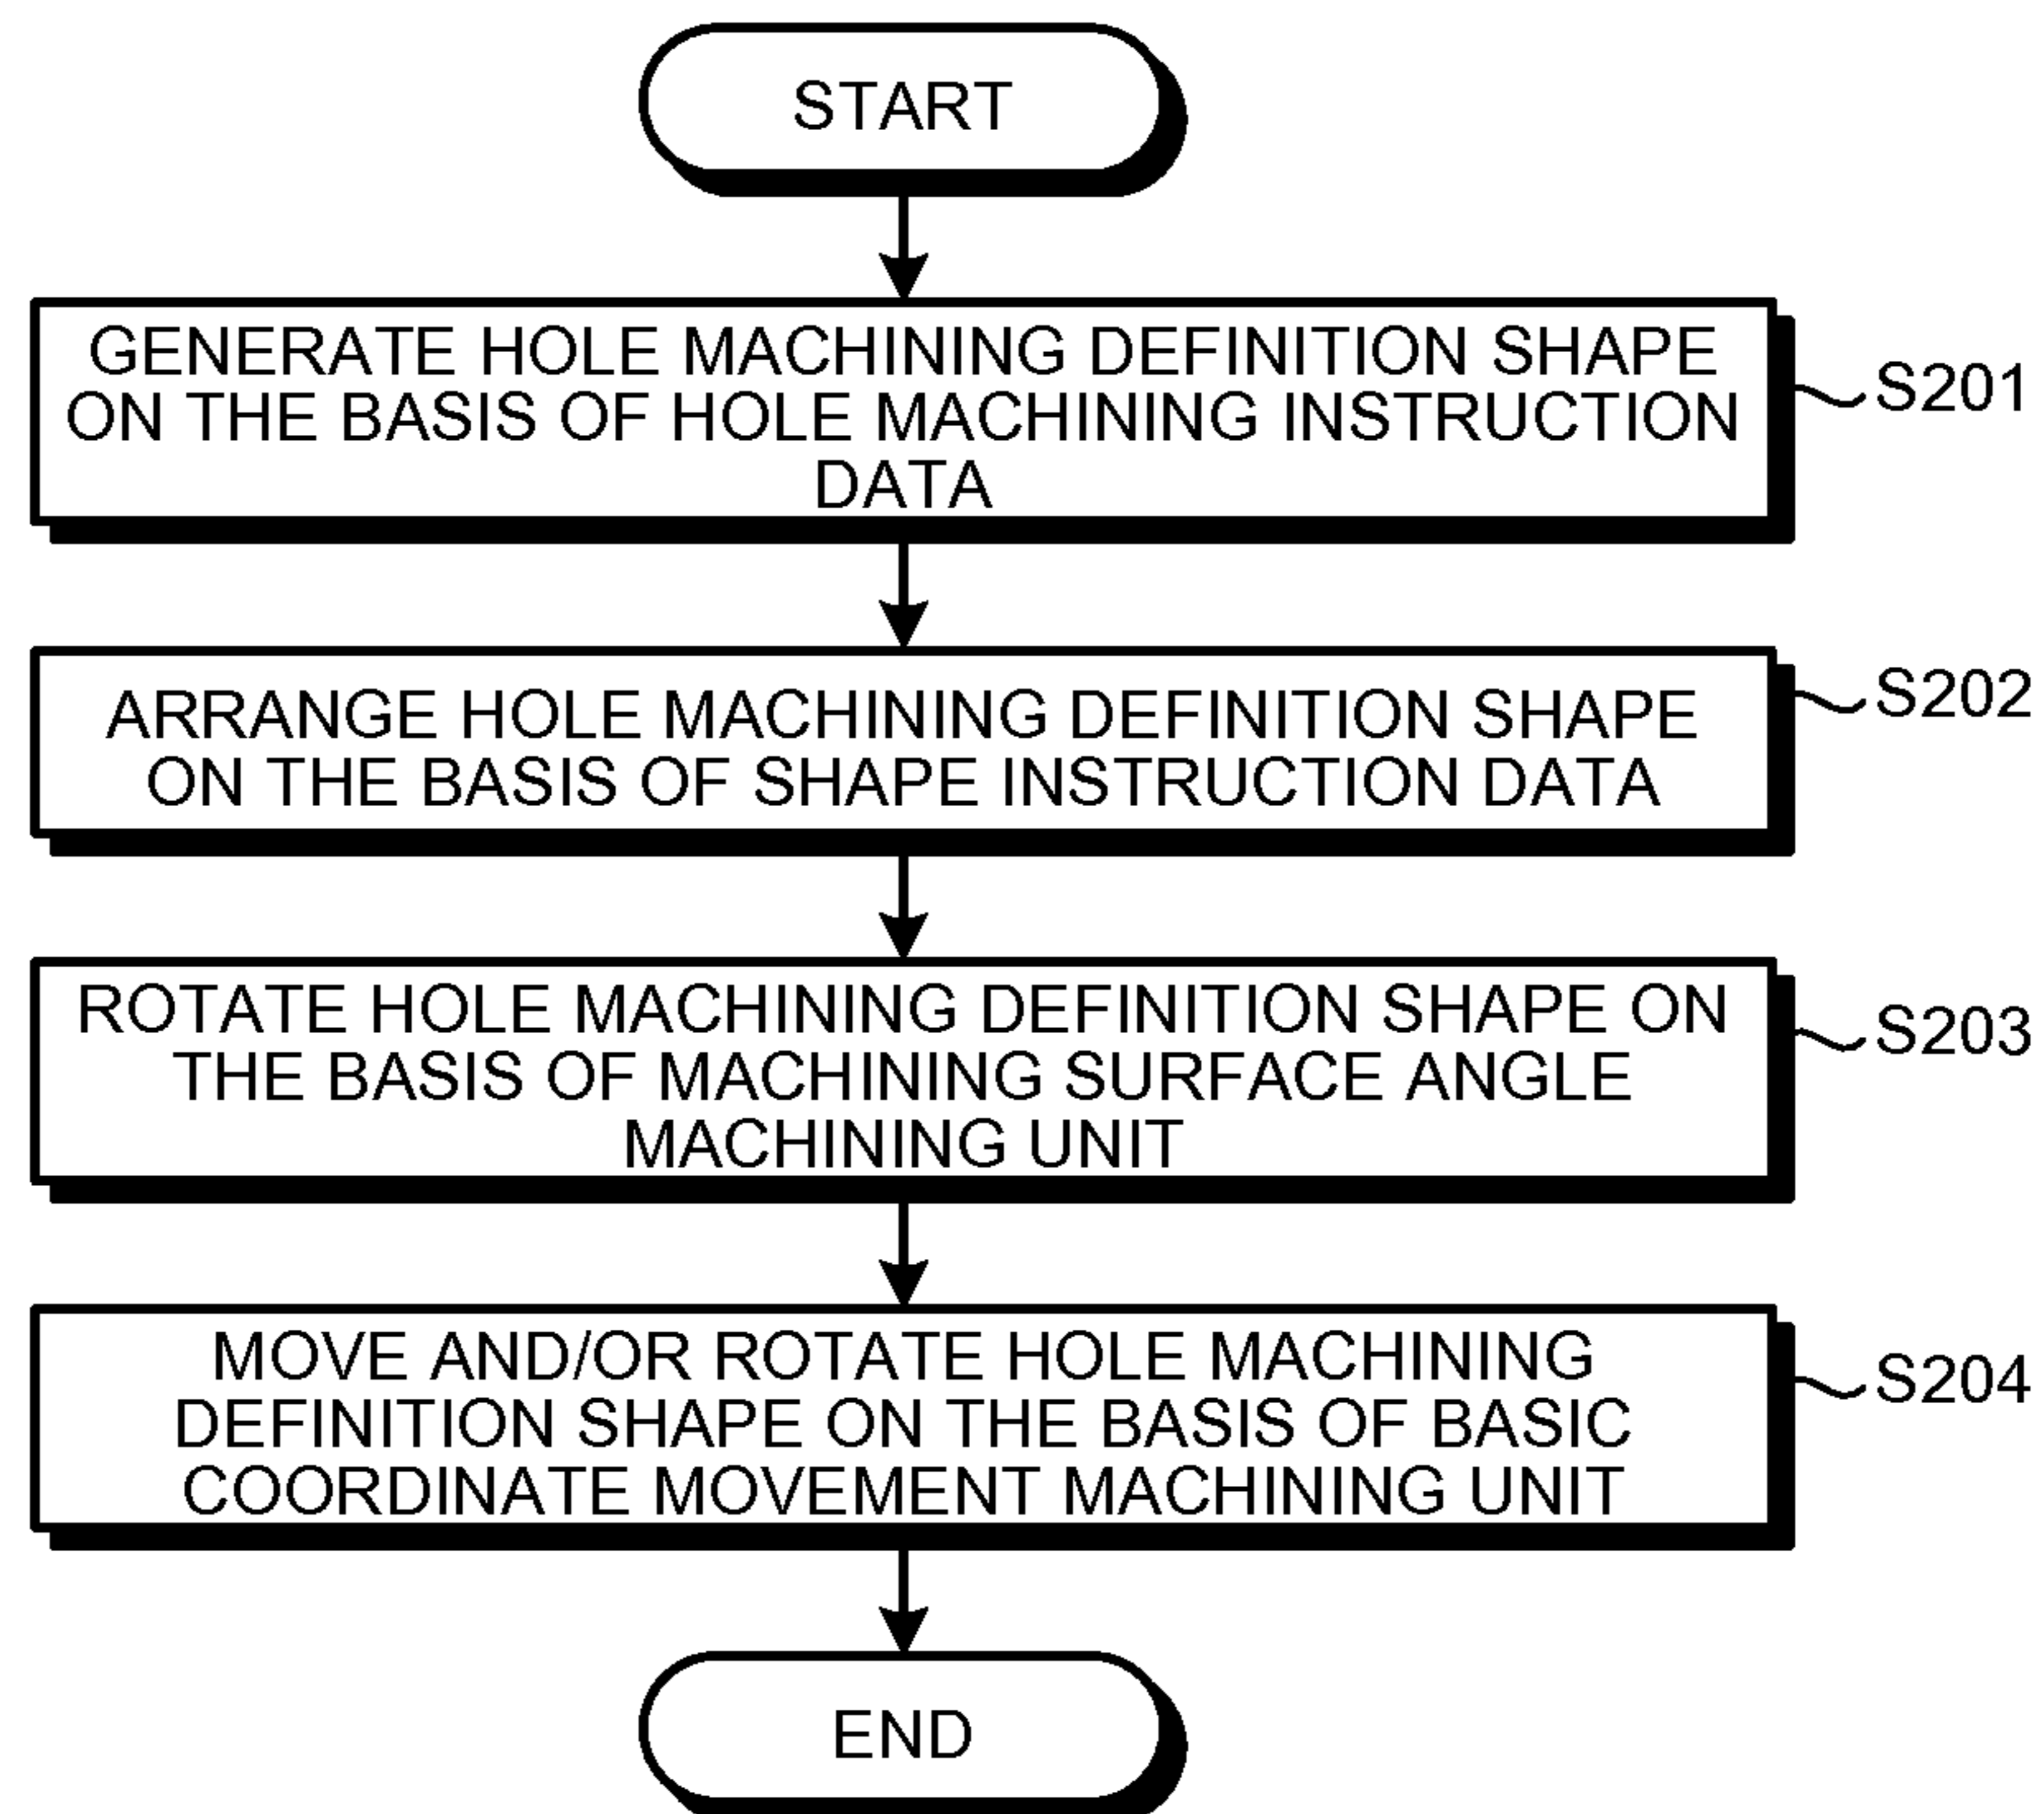 START
GENERATE HOLE MACHINING DEFINITION SHAPE
ON THE BASIS OF HOLE MACHINING INSTRUCTION
DATA
S201
ARRANGE HOLE MACHINING DEFINITION SHAPE
ON THE BASIS OF SHAPE INSTRUCTION DATA
S202
ROTATE HOLE MACHINING DEFINITION SHAPE ON
THE BASIS OF MACHINING SURFACE ANGLE
MACHINING UNIT
S203
MOVE AND/OR ROTATE HOLE MACHINING
DEFINITION SHAPE ON THE BASIS OF BASIC
COORDINATE MOVEMENT MACHINING UNIT
S204
END